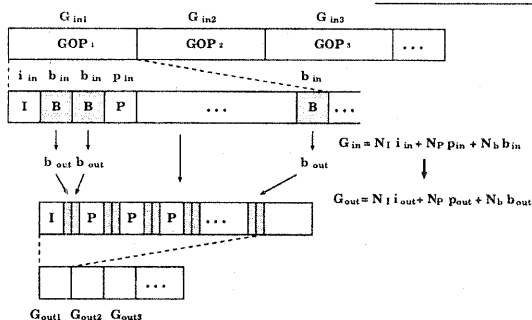 G in1 G in2 G in3
GOP 1 GOP 2 GOP 3 ...
i in b in b in p in b in
I B B P ... B ...
G in = N I i in + N P p in + N b b in
b out b out b out
G out = N I i out + N P p out + N b b out
I P P P ...
...
G out1 G out2 G out3